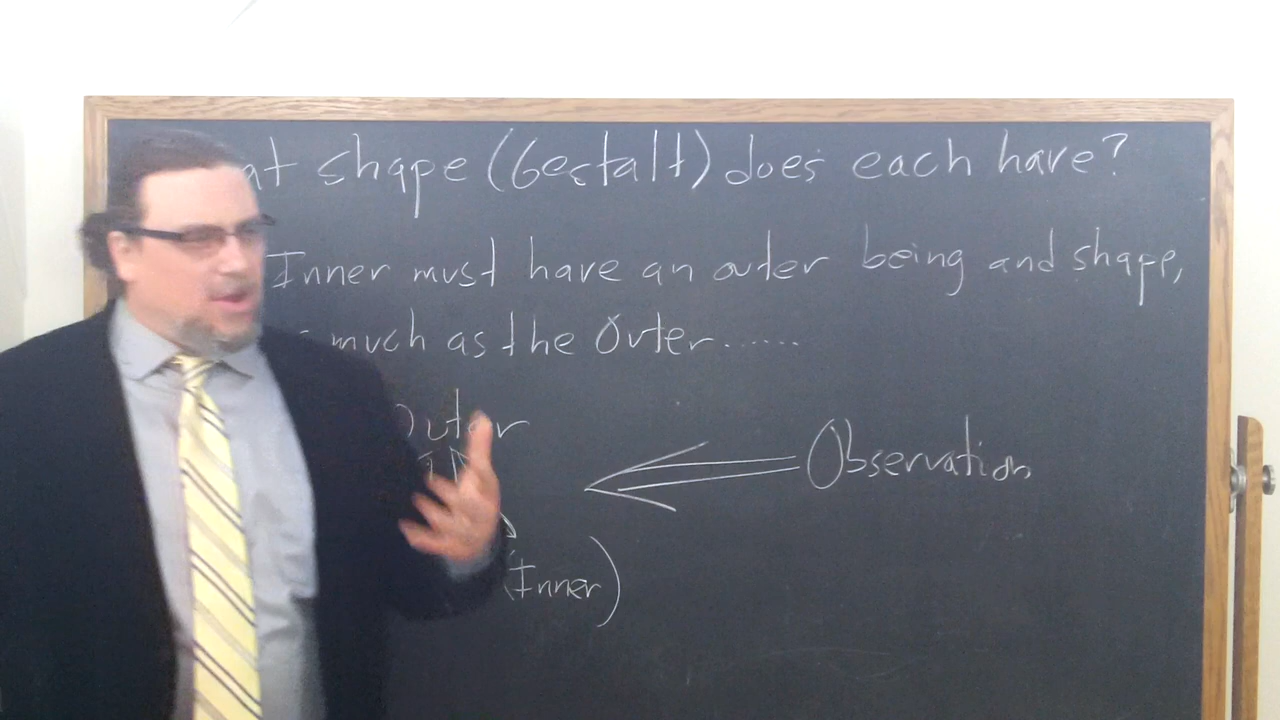 at shape (Gestalt) does each have?
Inner must have an outer being and shape,
much as the Outer......
Outer
Observation
(Inner)